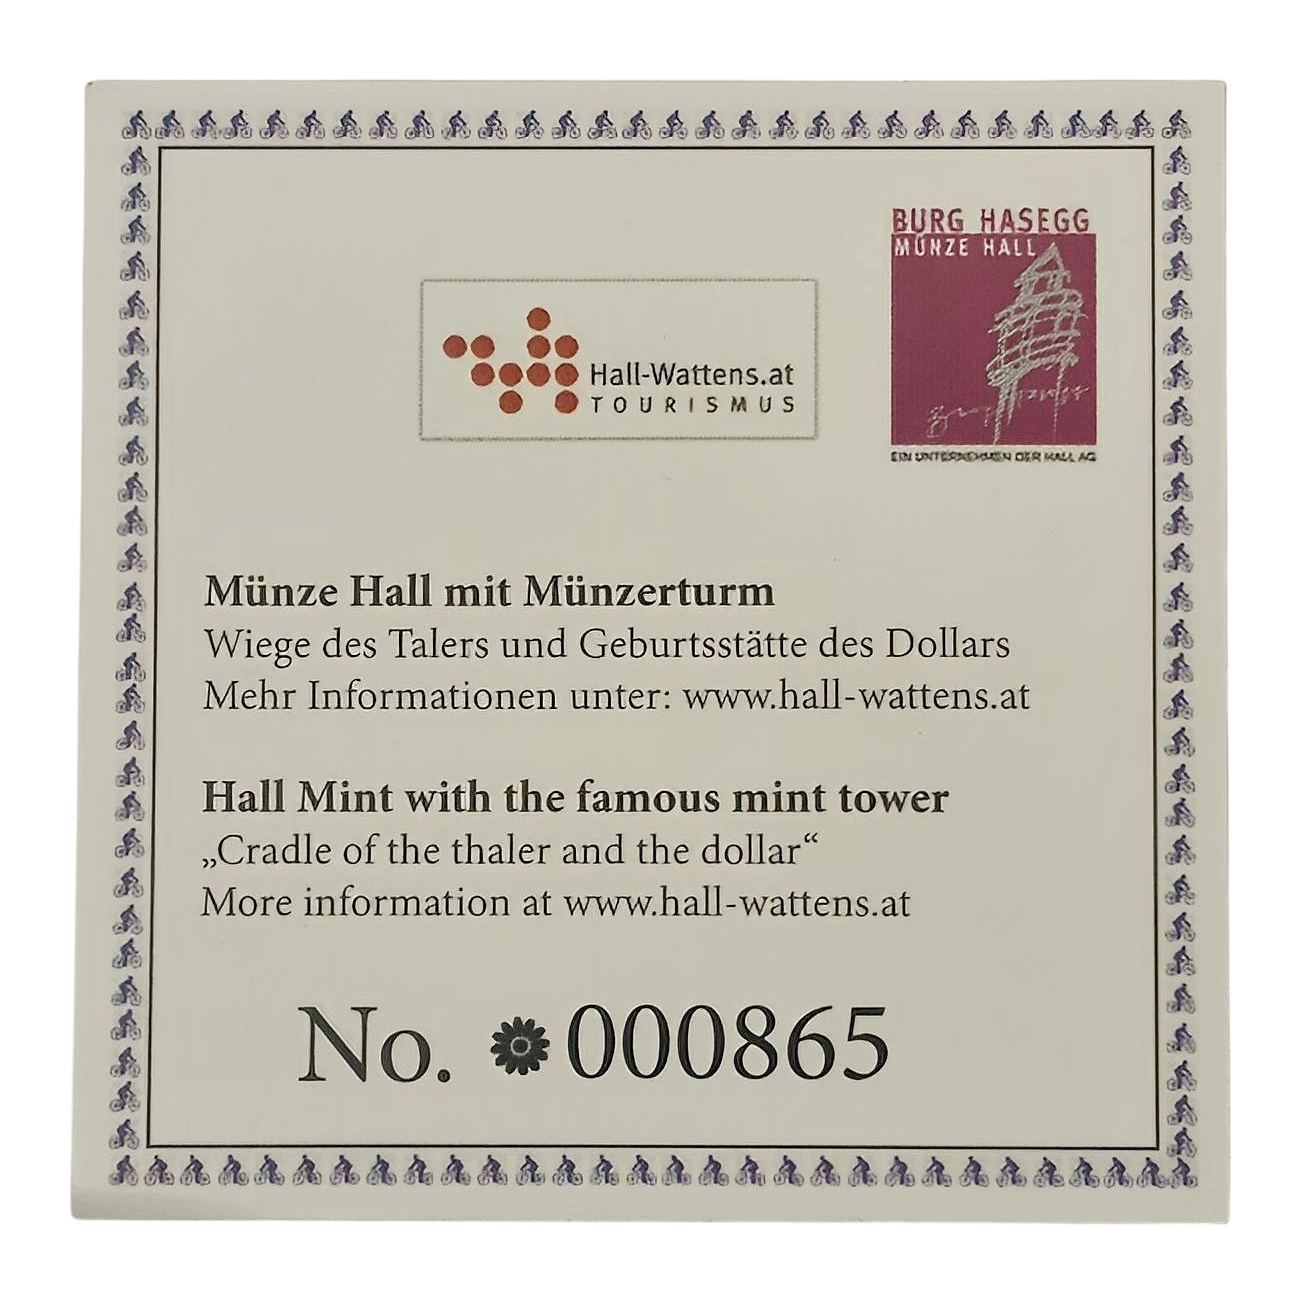 BURG HASEGG
MÜNZE HALL
Hall-Wattens.at
TOURISMUS
EIN UNTERNEHMEN DER HALL AG
Münze Hall mit Münzerturm
Wiege des Talers und Geburtsstätte des Dollars
Mehr Informationen unter: www.hall-wattens.at
Hall Mint with the famous mint tower
„Cradle of the thaler and the dollar“
More information at www.hall-wattens.at
No. 000865